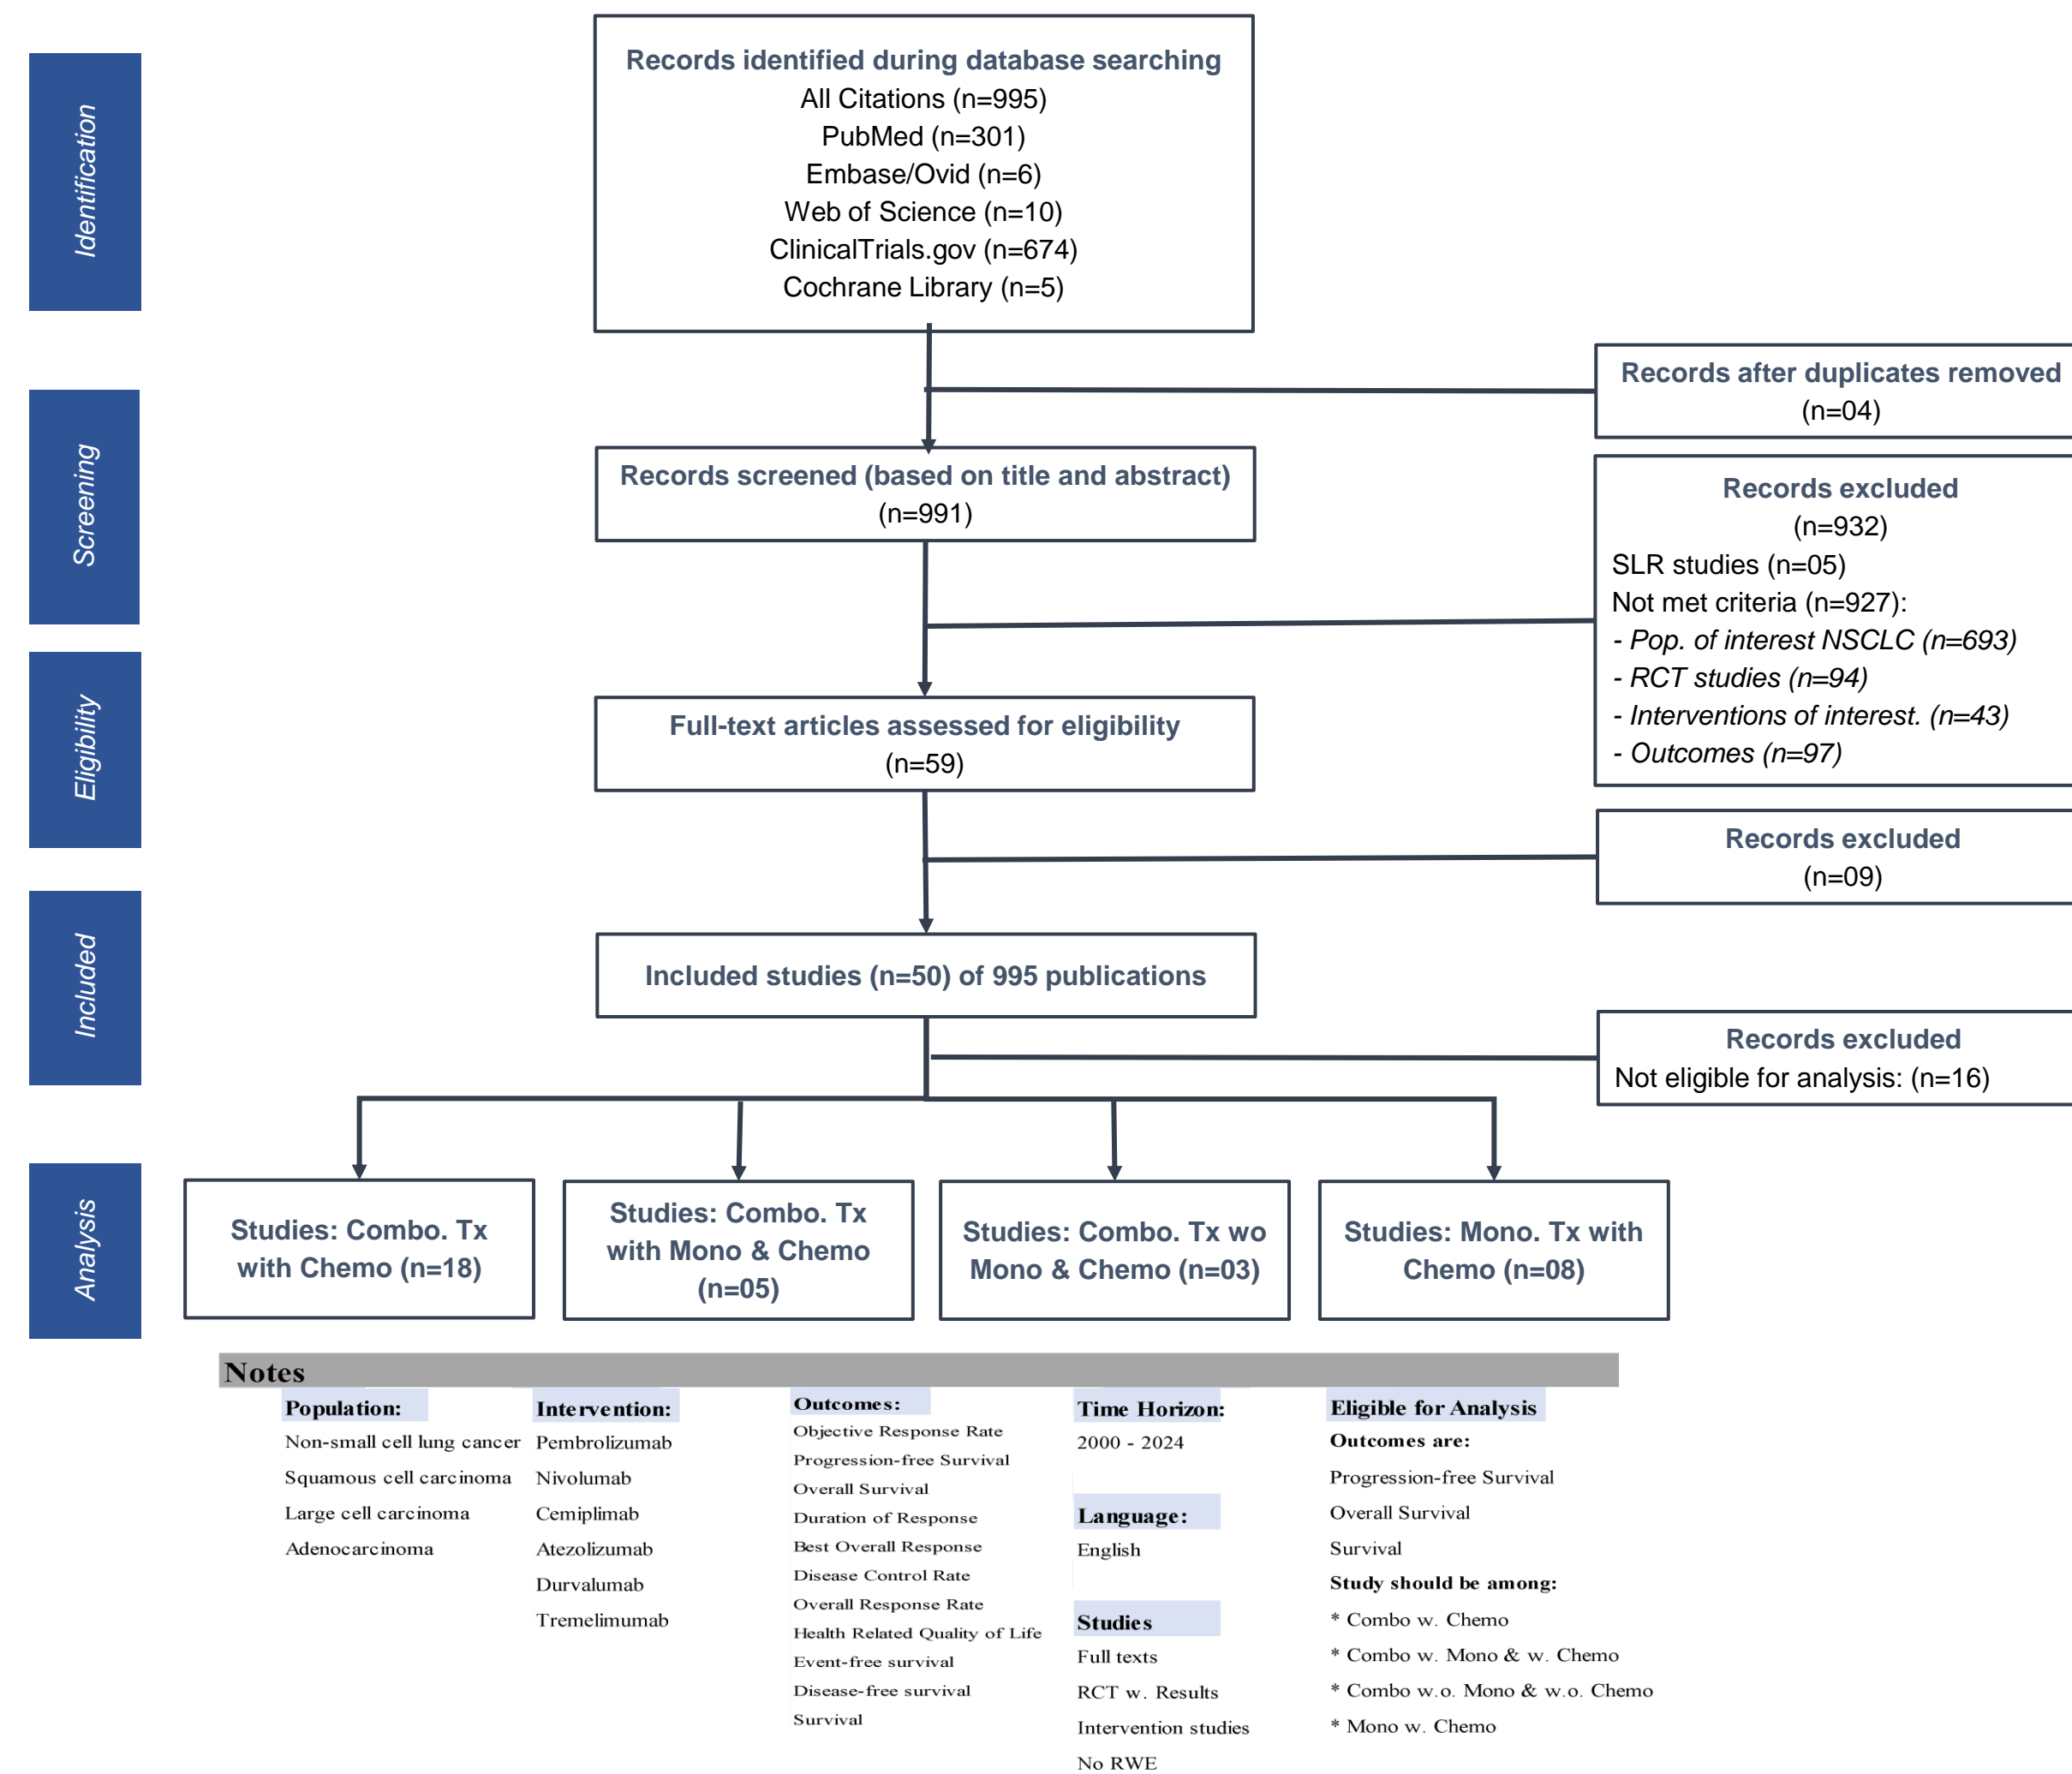 Identification
Records identified during database searching
All Citations (n=995)
PubMed (n=301)
Embase/Ovid (n=6)
Web of Science (n=10)
ClinicalTrials.gov (n=674)
Cochrane Library (n=5)
Records after duplicates removed
(n=04)
Screening
Records screened (based on title and abstract)
(n=991)
Records excluded
(n=932)
SLR studies (n=05)
Not met criteria (n=927):
- Pop. of interest NSCLC (n=693)
- RCT studies (n=94)
- Interventions of interest. (n=43)
- Outcomes (n=97)
Eligibility
Full-text articles assessed for eligibility
(n=59)
Records excluded
(n=09)
Included
Included studies (n=50) of 995 publications
Records excluded
Not eligible for analysis: (n=16)
Analysis
Studies: Combo. Tx
with Chemo (n=18)
Studies: Combo. Tx
with Mono & Chemo
(n=05)
Studies: Combo. Tx wo
Mono & Chemo (n=03)
Studies: Mono. Tx with
Chemo (n=08)
Notes
Population:
Non-small cell lung cancer
Squamous cell carcinoma
Large cell carcinoma
Adenocarcinoma
Intervention:
Pembrolizumab
Nivolumab
Cemiplimab
Atezolizumab
Durvalumab
Tremelimumab
Outcomes:
Objective Response Rate
Progression-free Survival
Overall Survival
Duration of Response
Best Overall Response
Disease Control Rate
Overall Response Rate
Health Related Quality of Life
Event-free survival
Disease-free survival
Survival
Time Horizon:
2000 - 2024
Language:
English
Studies
Full texts
RCT w. Results
Intervention studies
No RWE
Eligible for Analysis
Outcomes are:
Progression-free Survival
Overall Survival
Survival
Study should be among:
* Combo w. Chemo
* Combo w. Mono & w. Chemo
* Combo w.o. Mono & w.o. Chemo
* Mono w. Chemo